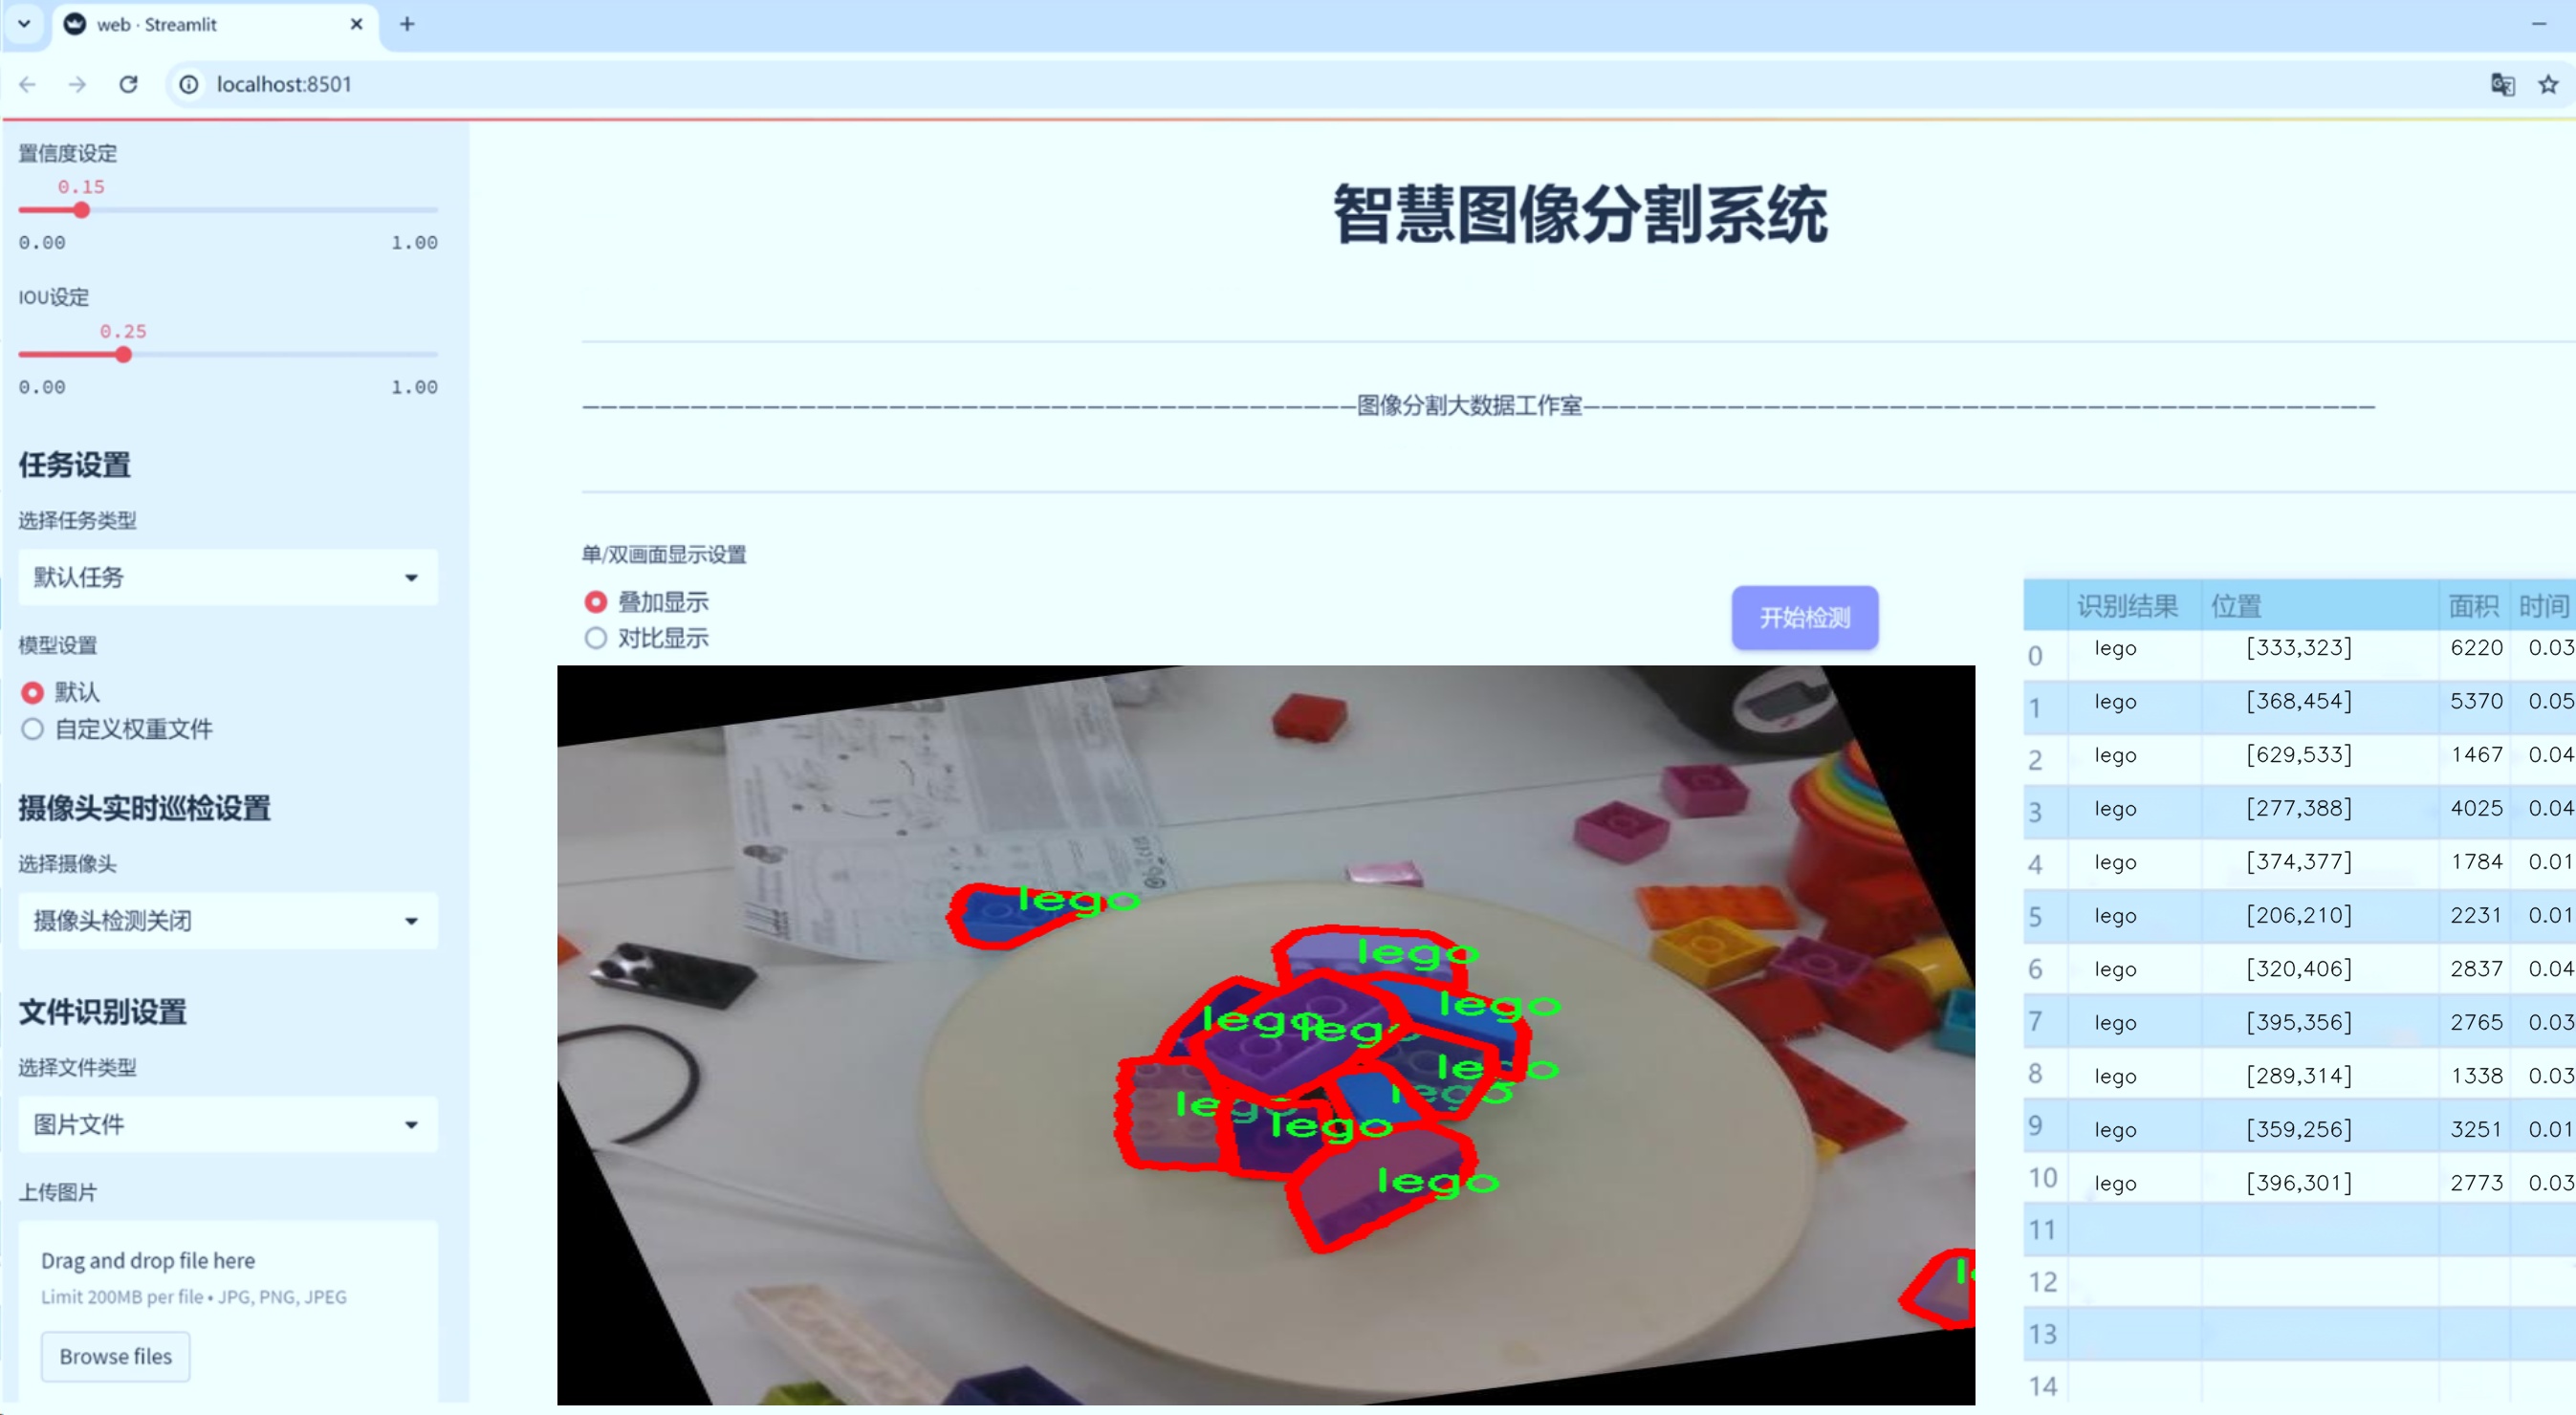 web · Streamlit
localhost:8501
置信度设定
0.15
0.00 1.00
IOU设定
0.25
0.00 1.00
任务设置
选择任务类型
默认任务
模型设置
默认
自定义权重文件
摄像头实时巡检设置
选择摄像头
摄像头检测关闭
文件识别设置
选择文件类型
图片文件
上传图片
Drag and drop file here
Limit 200MB per file • JPG, PNG, JPEG
Browse files
智慧图像分割系统
图像分割大数据工作室
单/双画面显示设置
叠加显示
对比显示
开始检测
lego
lego
lego
lego
lego
lego
lego
lego
lego
识别结果 位置 面积 时间
0 lego [333,323] 6220 0.03
1 lego [368,454] 5370 0.05
2 lego [629,533] 1467 0.04
3 lego [277,388] 4025 0.04
4 lego [374,377] 1784 0.01
5 lego [206,210] 2231 0.01
6 lego [320,406] 2837 0.04
7 lego [395,356] 2765 0.03
8 lego [289,314] 1338 0.03
9 lego [359,256] 3251 0.01
10 lego [396,301] 2773 0.03
11
12
13
14